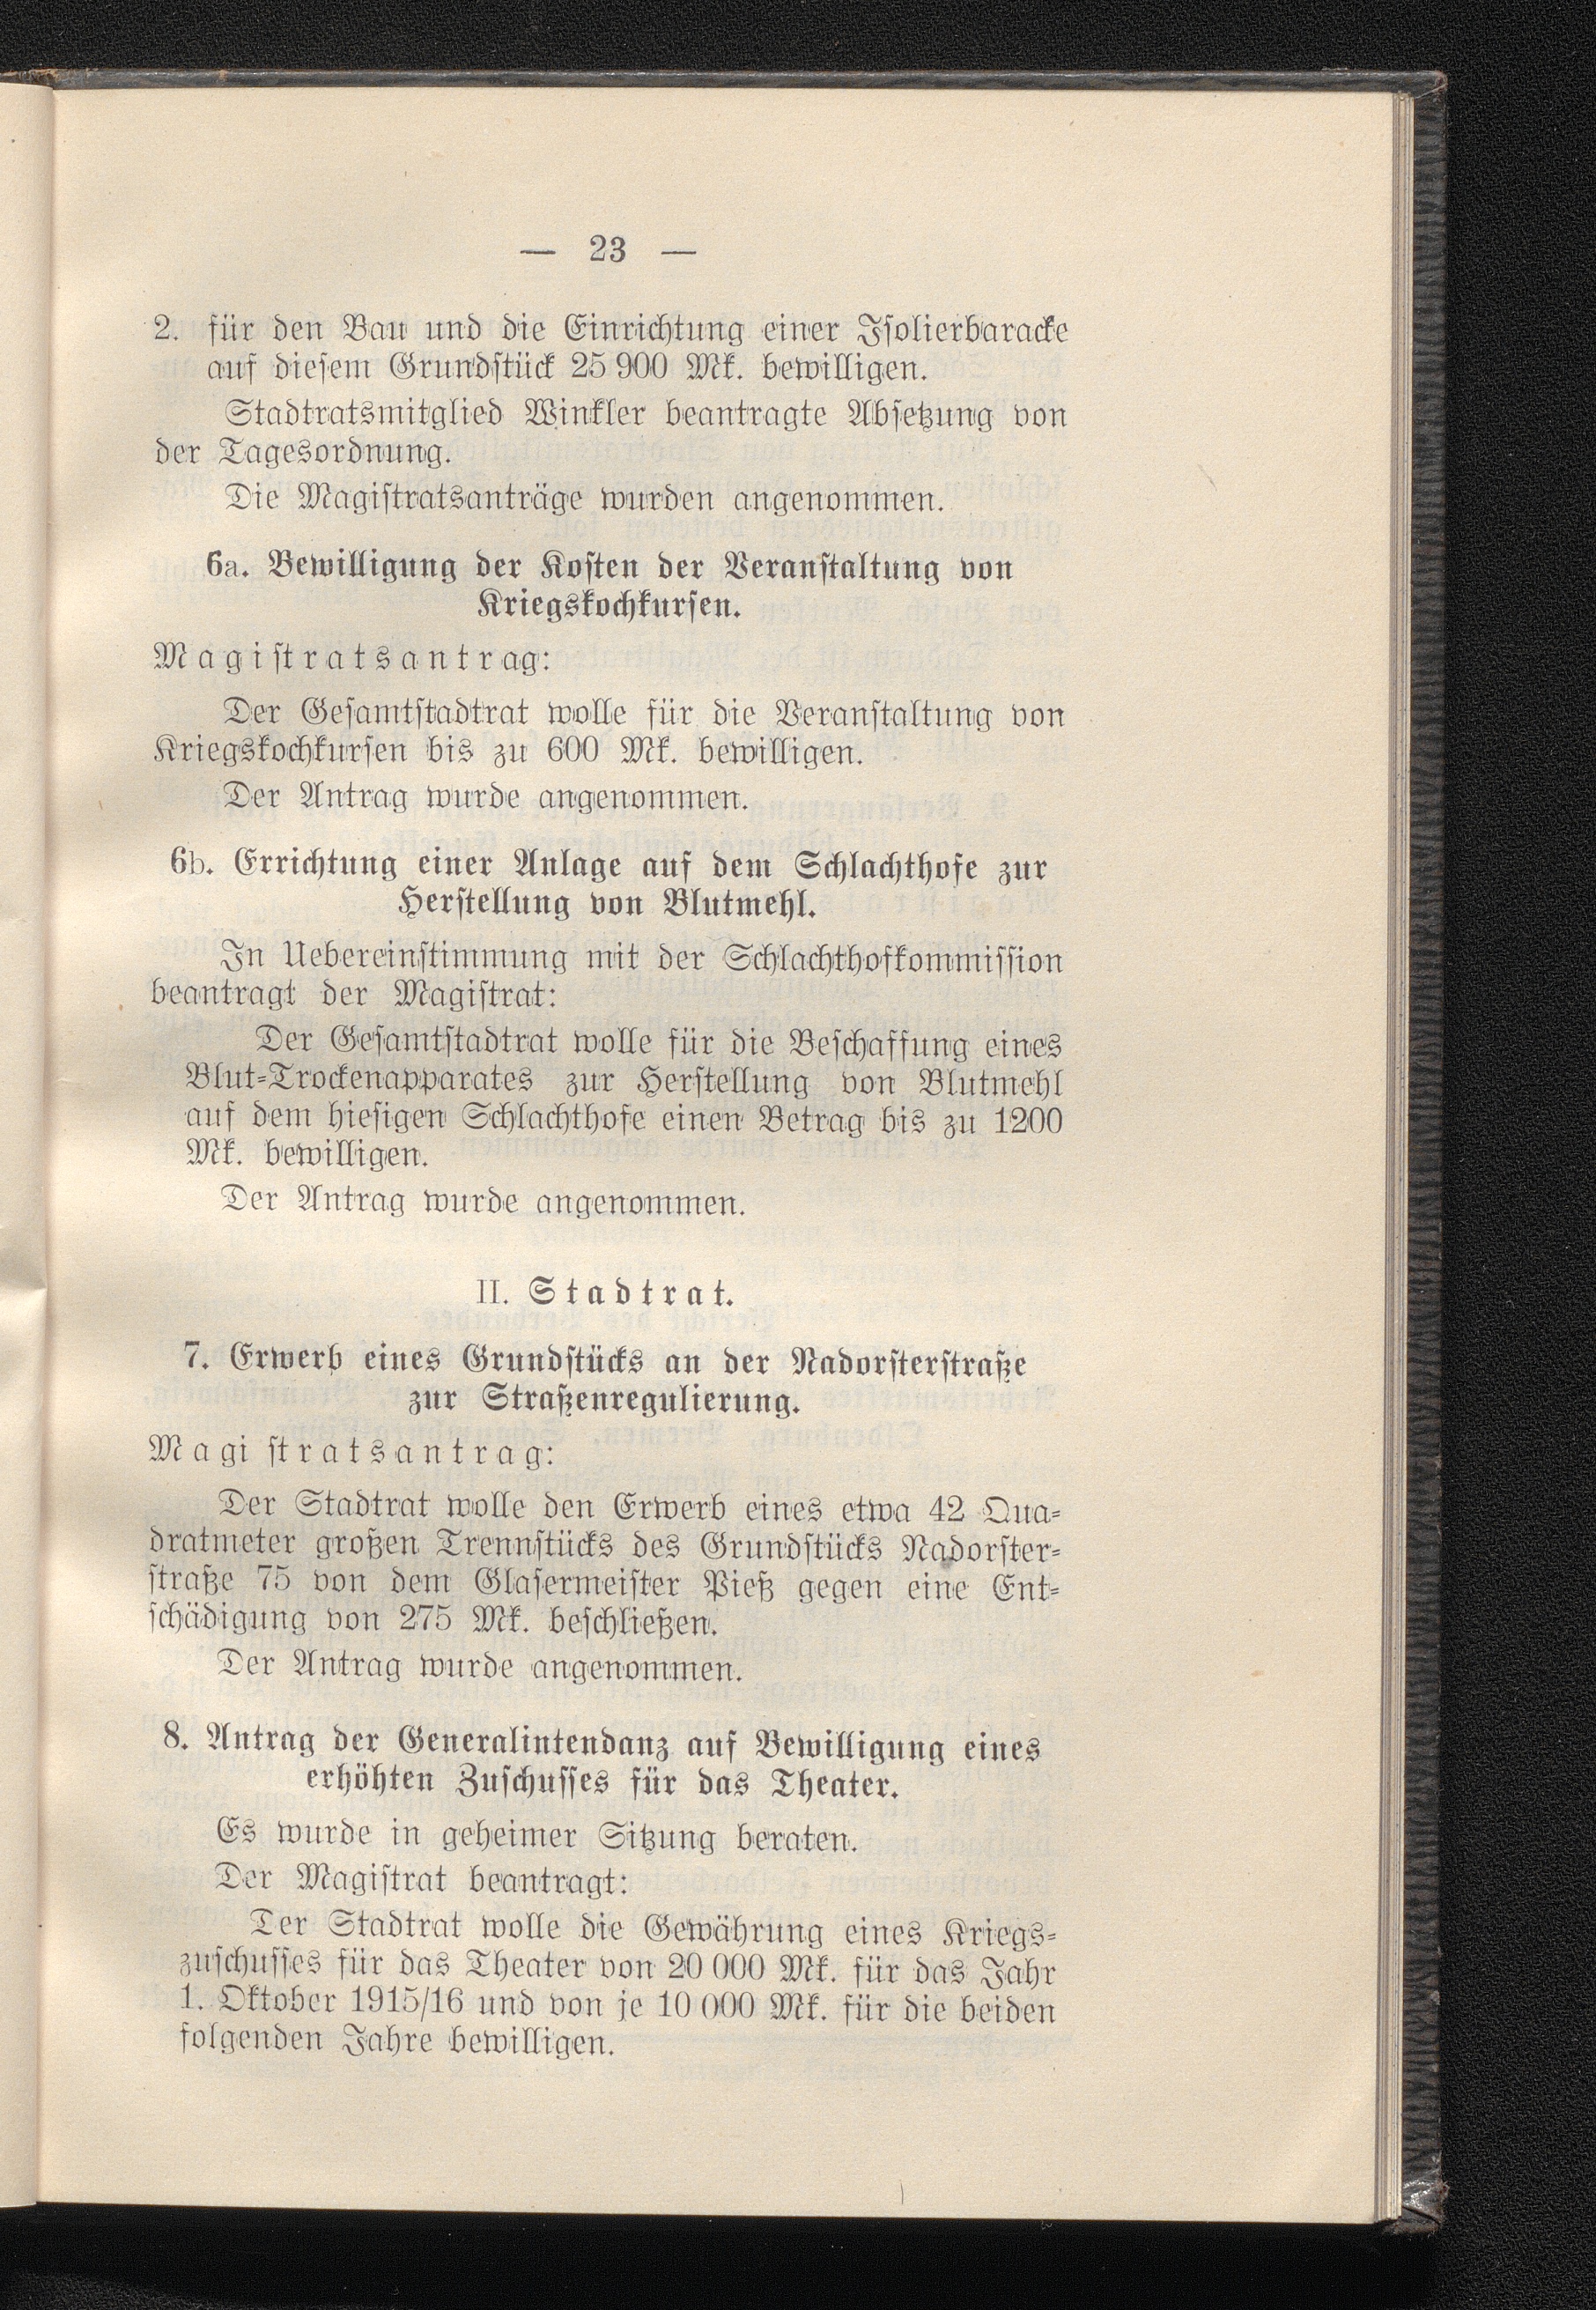 — 23 —
2. für den Bau und die Einrichtung einer Isolierbaracke
auf diesem Grundstück 25 900 Mk. bewilligen.
Stadtratsmitglied Winkler beantragte Absetzung von
der Tagesordnung.
Die Magistratsanträge wurden angenommen.
6a. Bewilligung der Kosten der Veranstaltung von
Kriegskochkursen.
Magistratsantrag:
Der Gesamtstadtrat wolle für die Veranstaltung von
Kriegskochkursen bis zu 600 Mk. bewilligen.
Der Antrag wurde angenommen.
6b. Errichtung einer Anlage auf dem Schlachthofe zur
Herstellung von Blutmehl.
In Uebereinstimmung mit der Schlachthofkommission
beantragt der Magistrat:
Der Gesamtstadtrat wolle für die Beschaffung eines
Blut-Trockenapparates zur Herstellung von Blutmehl
auf dem hiesigen Schlachthofe einen Betrag bis zu 1200
Mk. bewilligen.
Der Antrag wurde angenommen.
II. Stadtrat.
7. Erwerb eines Grundstücks an der Nadorsterstraße
zur Straßenregulierung.
Magistratsantrag:
Der Stadtrat wolle den Erwerb eines etwa 42 Qua-
dratmeter großen Trennstücks des Grundstücks Nadorster-
straße 75 von dem Glasermeister Pieß gegen eine Ent-
schädigung von 275 Mk. beschließen.
Der Antrag wurde angenommen.
8. Antrag der Generalintendanz auf Bewilligung eines
erhöhten Zuschusses für das Theater.
Es wurde in geheimer Sitzung beraten.
Der Magistrat beantragt:
Der Stadtrat wolle die Gewährung eines Kriegs-
zuschusses für das Theater von 20 000 Mk. für das Jahr
1. Oktober 1915/16 und von je 10 000 Mk. für die beiden
folgenden Jahre bewilligen.